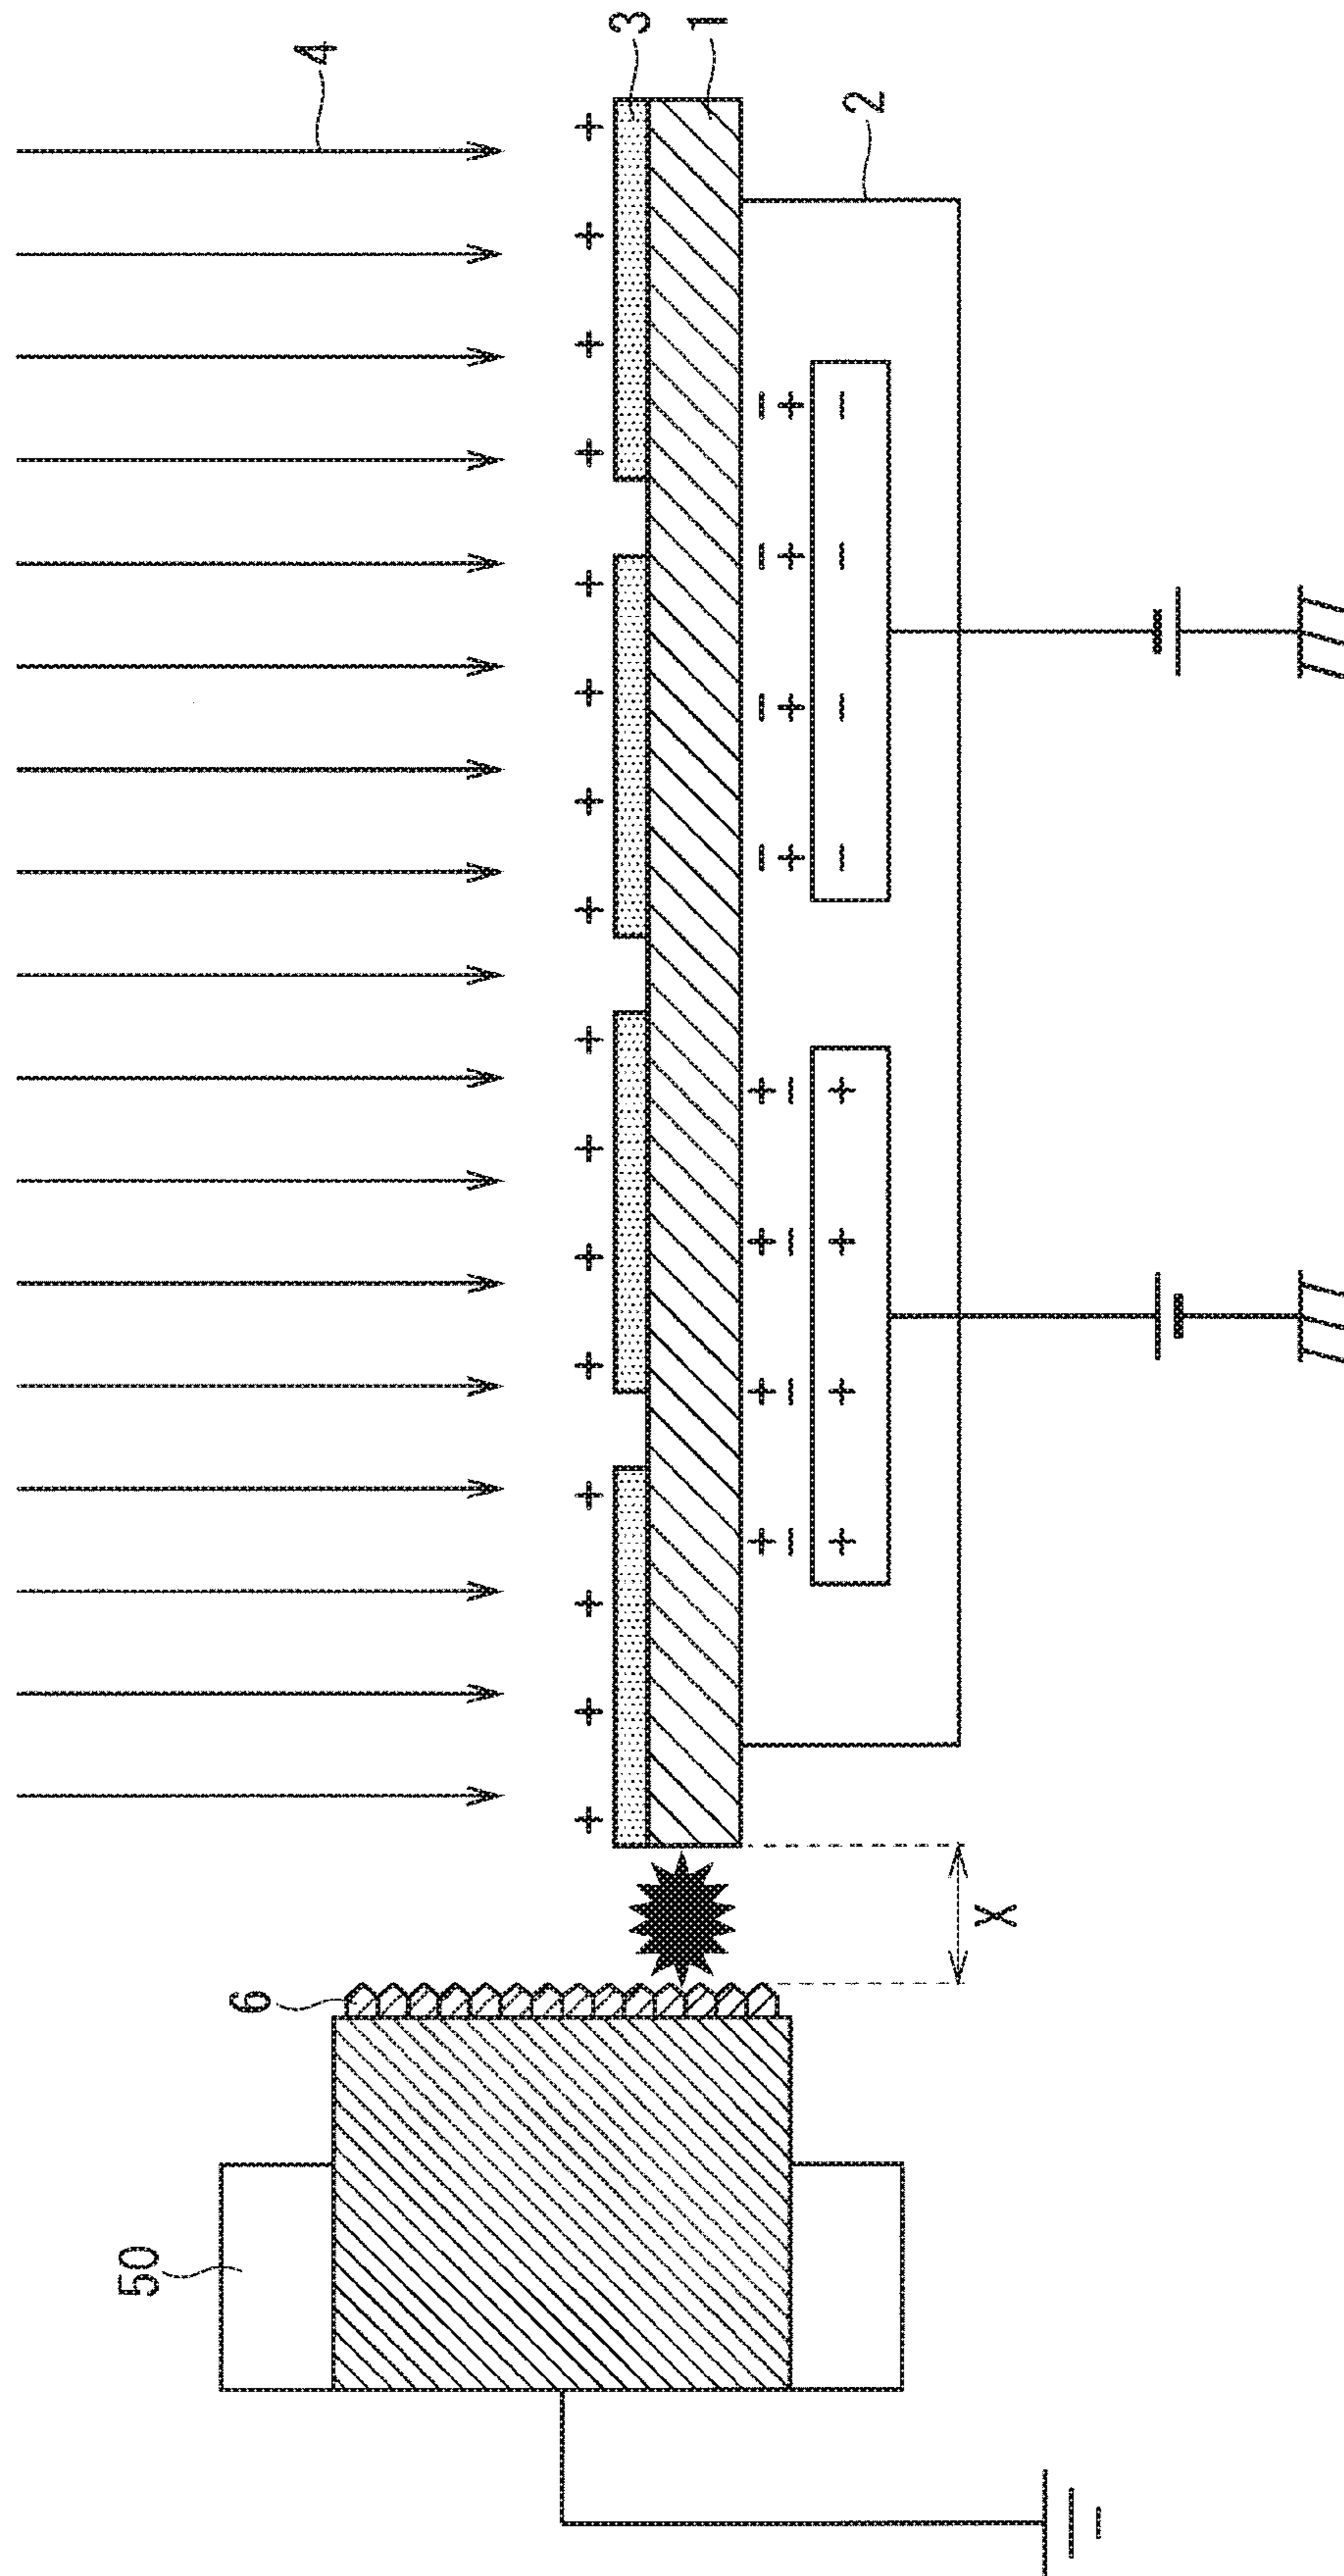 4
3
1
2
6
50
X
+ + + + + + + + + + + + + + + +
+ + + + − − − −
− − − − + + + +
+ + + + − − − −